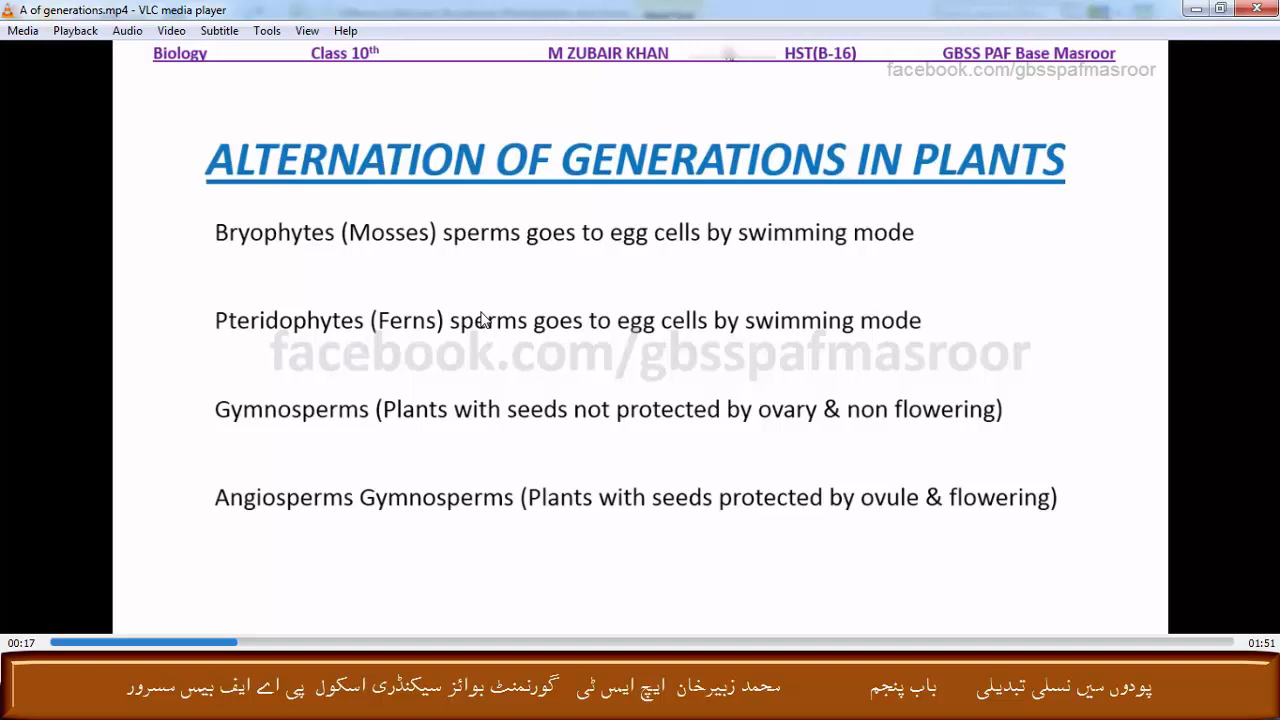 A of generations.mp4 - VLC media player
Media Playback Audio Video Subtitle Tools View Help
Biology Class 10th M ZUBAIR KHAN HST(B-16) GBSS PAF Base Masroor
facebook.com/gbsspafmasroor
ALTERNATION OF GENERATIONS IN PLANTS
Bryophytes (Mosses) sperms goes to egg cells by swimming mode
Pteridophytes (Ferns) sperms goes to egg cells by swimming mode
facebook.com/gbsspafmasroor
Gymnosperms (Plants with seeds not protected by ovary & non flowering)
Angiosperms Gymnosperms (Plants with seeds protected by ovule & flowering)
00:17 01:51
پودوں میں نسلی تبدیلی باب پنجم محمد زبیرخان ایچ ایس ٹی گورنمنٹ بوائز سیکنڈری اسکول پی اے ایف بیس مسرور